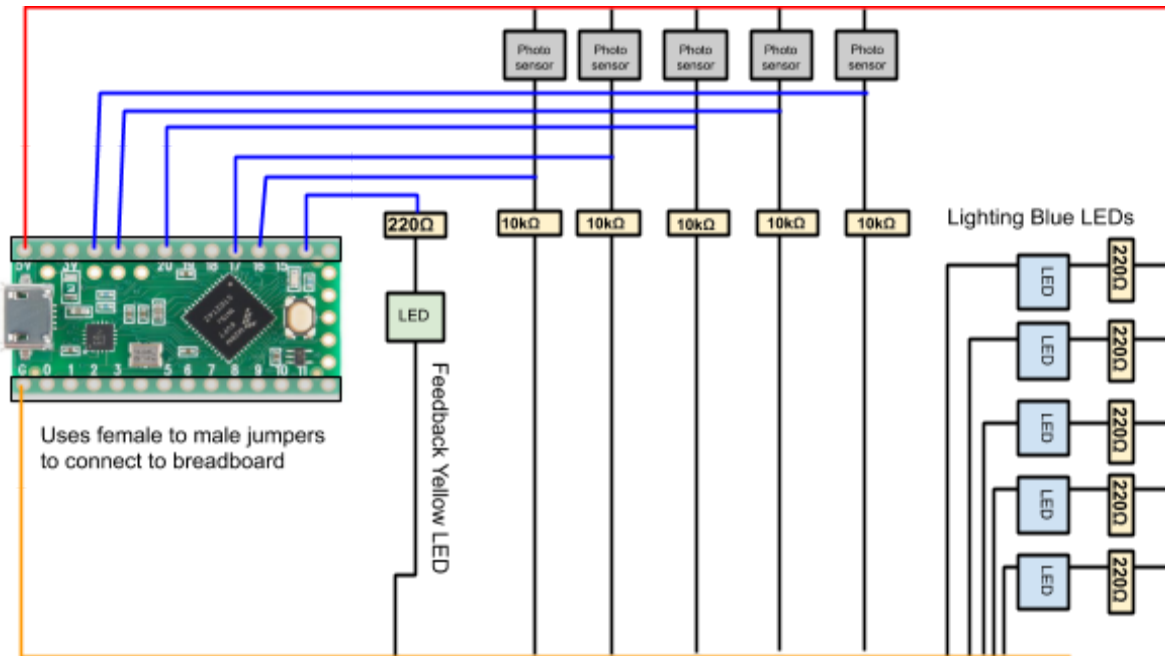 Photo
sensor
Photo
sensor
Photo
sensor
Photo
sensor
Photo
sensor
220Ω
10kΩ
10kΩ
10kΩ
10kΩ
10kΩ
Lighting Blue LEDs
5V
3V
20
19
18
17
16
15
LED
220Ω
LED
220Ω
LED
220Ω
LED
220Ω
LED
220Ω
LED
Feedback Yellow LED
G 0 1 2 3 5 6 7 8 9 10 11
Uses female to male jumpers
to connect to breadboard